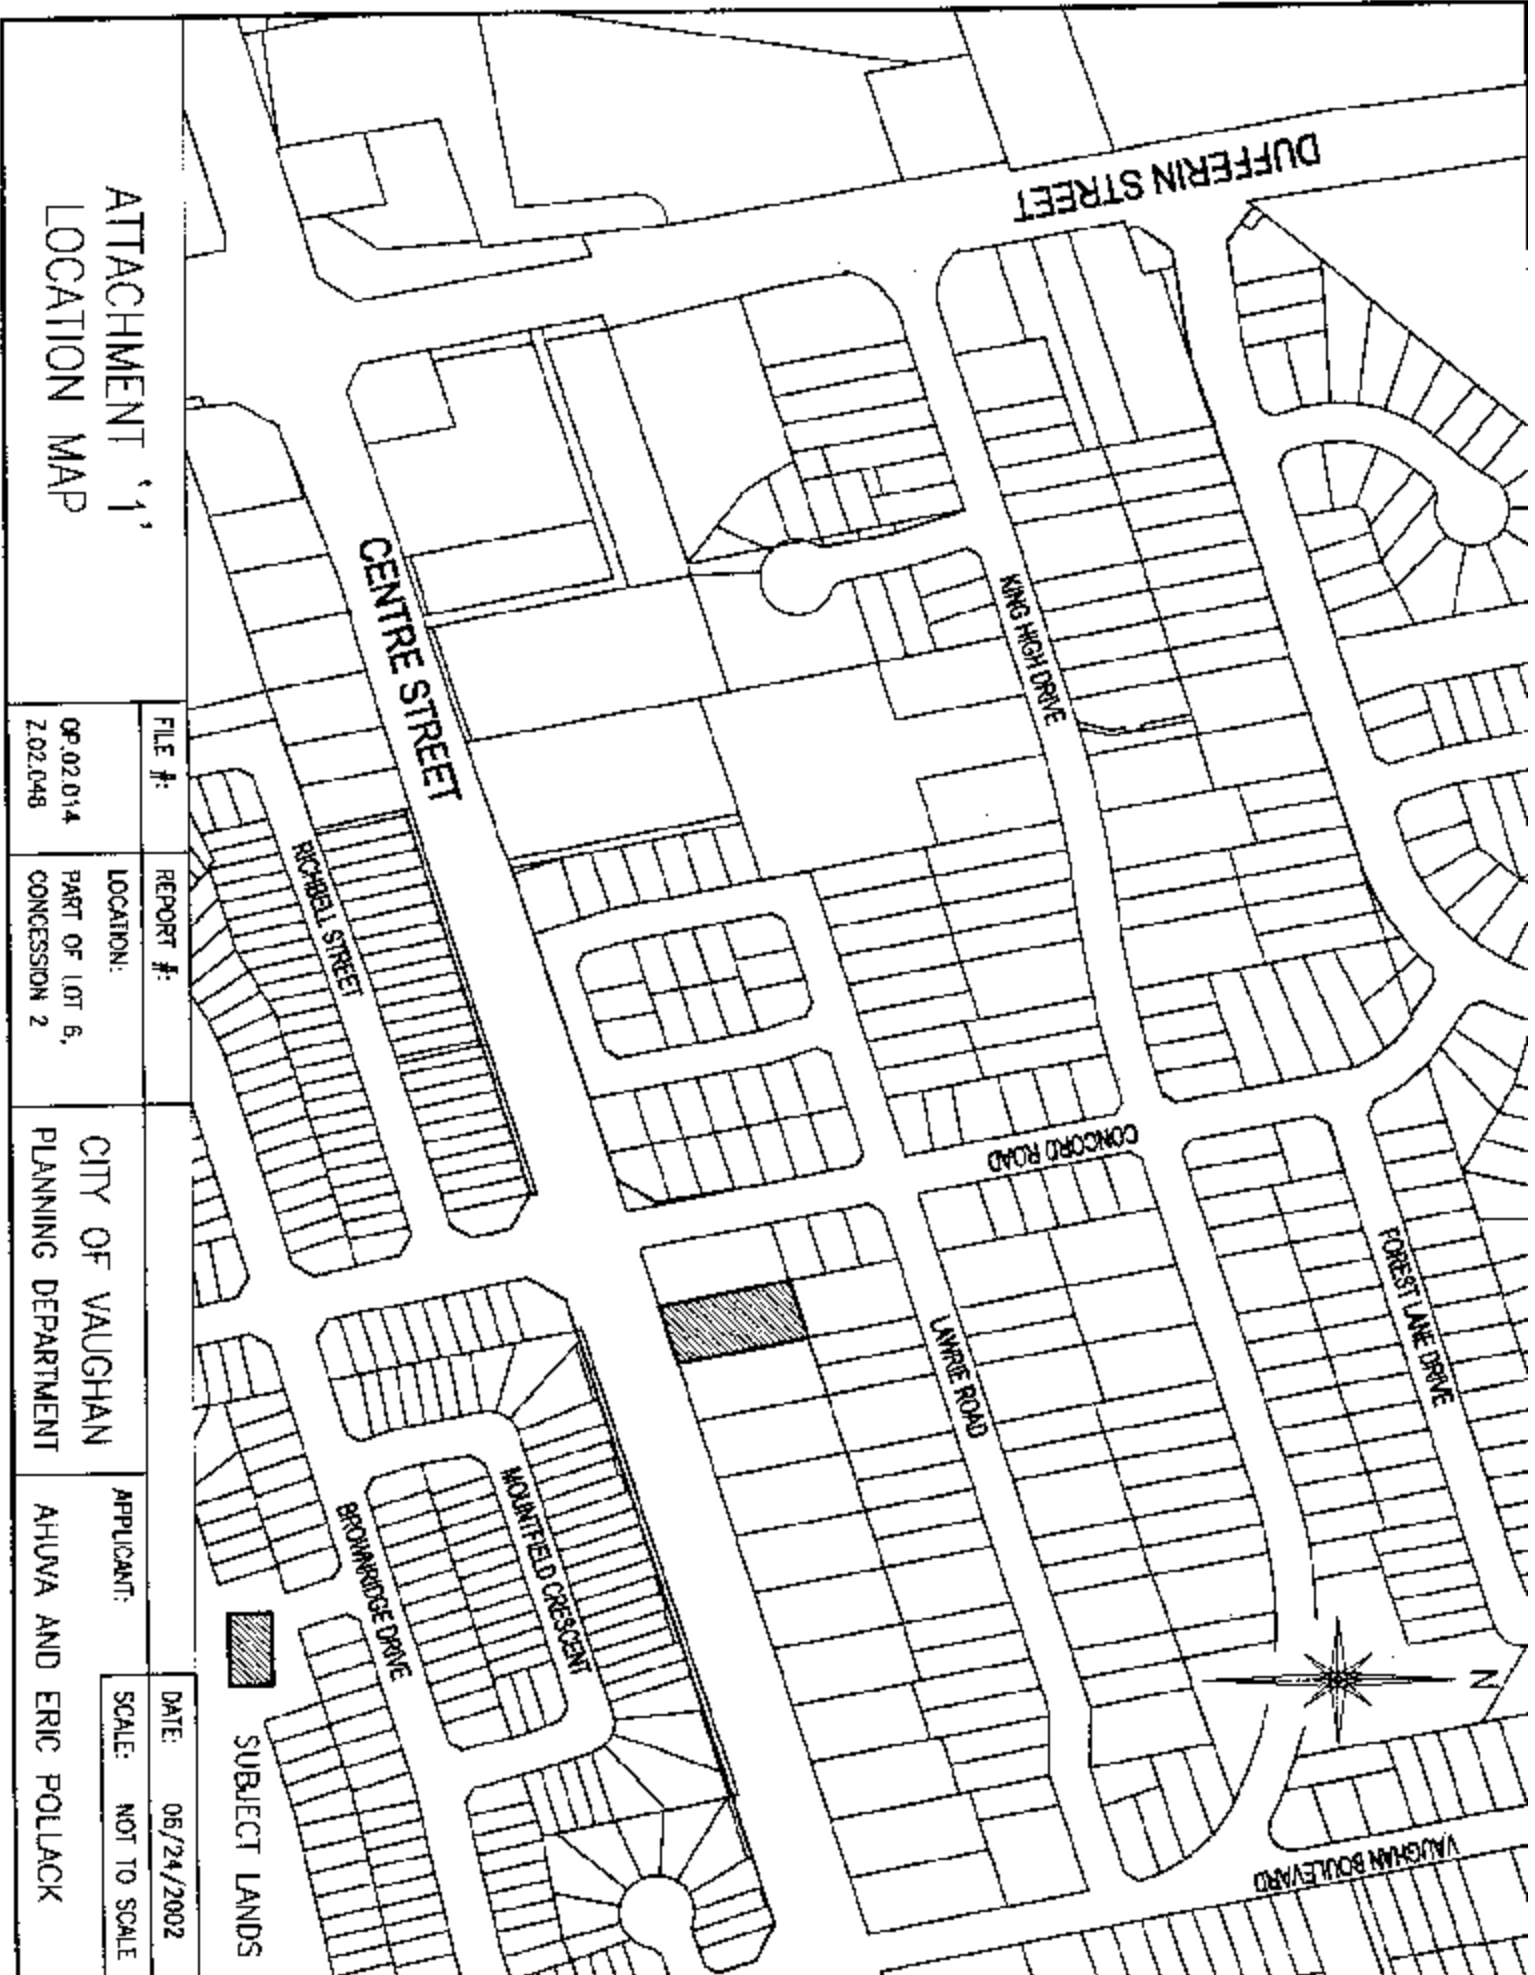 DUFFERIN STREET
KING HIGH DRIVE
CENTRE STREET
RICHBELL STREET
CONCORD ROAD
FOREST LANE DRIVE
LAWRIE ROAD
MOUNTFIELD CRESCENT
BROWNRIDGE DRIVE
VAUGHAN BOULEVARD
N
SUBJECT LANDS
ATTACHMENT '1'
LOCATION MAP
FILE #:
OP.02.014
Z.02.048
REPORT #:
LOCATION:
PART OF LOT 6,
CONCESSION 2
CITY OF VAUGHAN
PLANNING DEPARTMENT
APPLICANT:
AHUVA AND ERIC POLLACK
DATE: 06/24/2002
SCALE: NOT TO SCALE